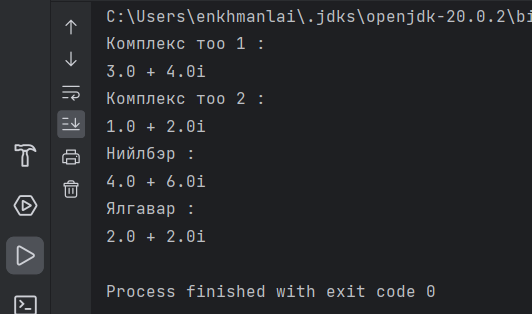 C:\Users\enkhmanlai\.jdks\openjdk-20.0.2\bi
Комплекс тоо 1 :
3.0 + 4.0i
Комплекс тоо 2 :
1.0 + 2.0i
Нийлбэр :
4.0 + 6.0i
Ялгавар :
2.0 + 2.0i
Process finished with exit code 0